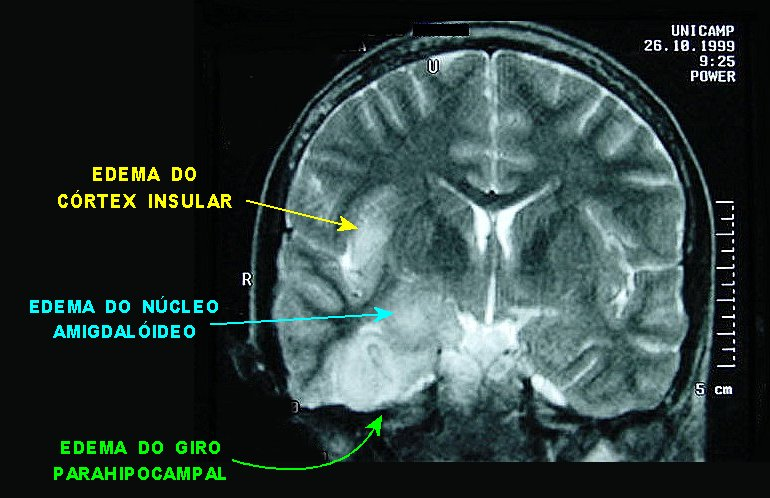 UNICAMP
26.10.1999
9:25
POWER
EDEMA DO
CÓRTEX INSULAR
R
EDEMA DO NÚCLEO
AMIGDALÓIDEO
5 cm
EDEMA DO GIRO
PARAHIPOCAMPAL